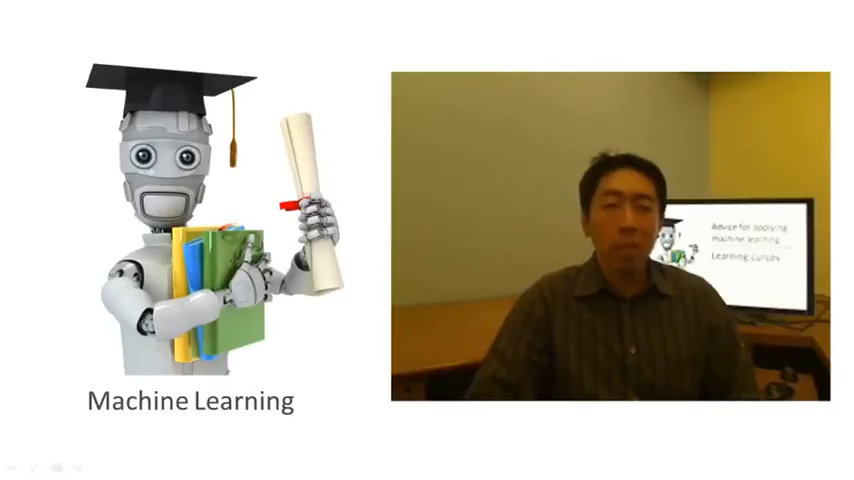 Machine Learning
Advice for applying
machine learning
Learning curves